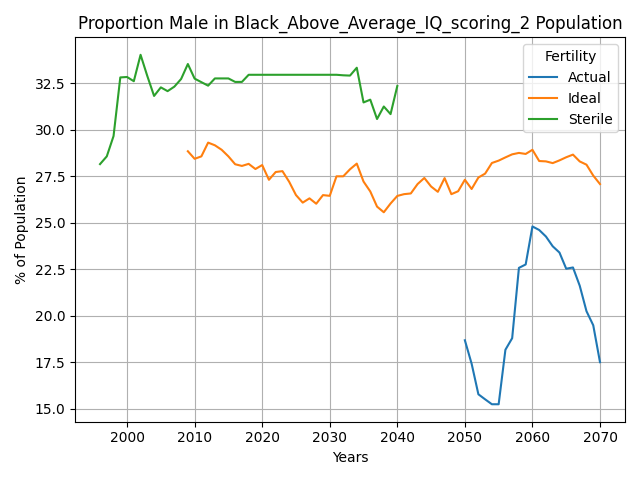 Proportion Male in Black_Above_Average_IQ_scoring_2 Population
Fertility
Actual
Ideal
Sterile
% of Population
32.5
30.0
27.5
25.0
22.5
20.0
17.5
15.0
2000 2010 2020 2030 2040 2050 2060 2070
Years